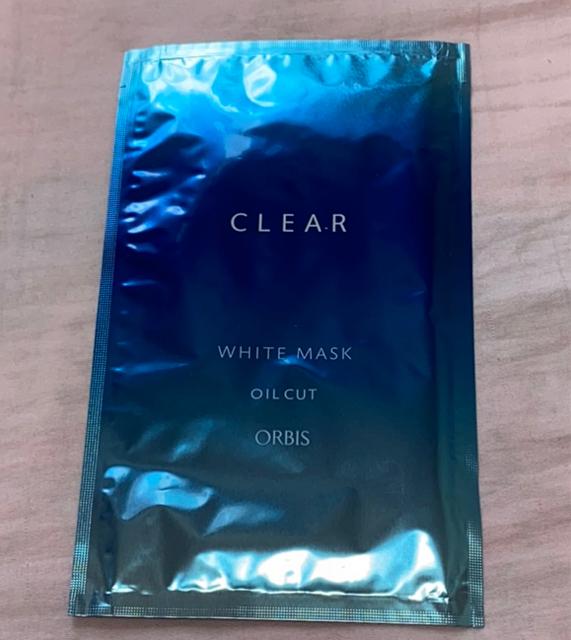 CLEAR
WHITE MASK
OIL CUT
ORBIS